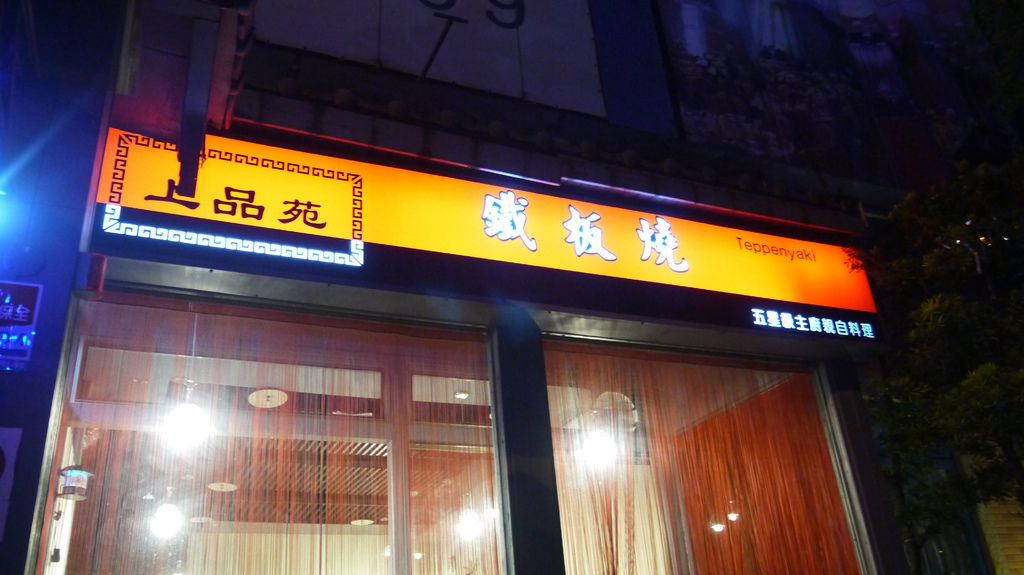 上品苑
鐵板燒
Teppenyaki
五星級主廚親自料理